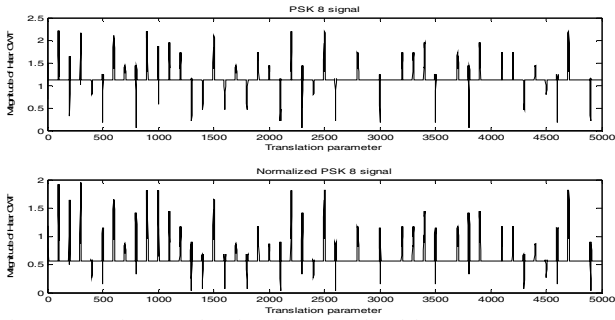 PSK 8 signal
2.5
2
1.5
1
0.5
0
Magnitude of Haar CWT
0 500 1000 1500 2000 2500 3000 3500 4000 4500 5000
Translation parameter
Normalized PSK 8 signal
2
1.5
1
0.5
0
Magnitude of Haar CWT
0 500 1000 1500 2000 2500 3000 3500 4000 4500 5000
Translation parameter